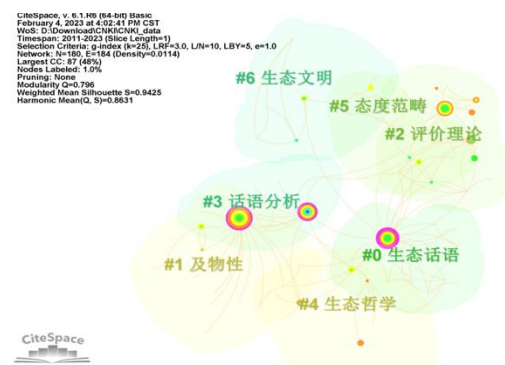 CiteSpace, v. 6.1.R6 (64-bit) Basic
February 4, 2023 at 4:02:41 PM CST
WoS: D:\Download\CNKI\CNKI_data
Timespan: 2011-2023 (Slice Length=1)
Selection Criteria: g-index (k=25), LRF=3.0, L/N=10, LBY=5, e=1.0
Network: N=180, E=184 (Density=0.0114)
Largest CC: 87 (48%)
Nodes Labeled: 1.0%
Pruning: None
Modularity Q=0.796
Weighted Mean Silhouette S=0.9425
Harmonic Mean(Q, S)=0.8631
#6 生态文明
#5 态度范畴
#2 评价理论
#3 话语分析
#0 生态话语
#1 及物性
#4 生态哲学
CiteSpace